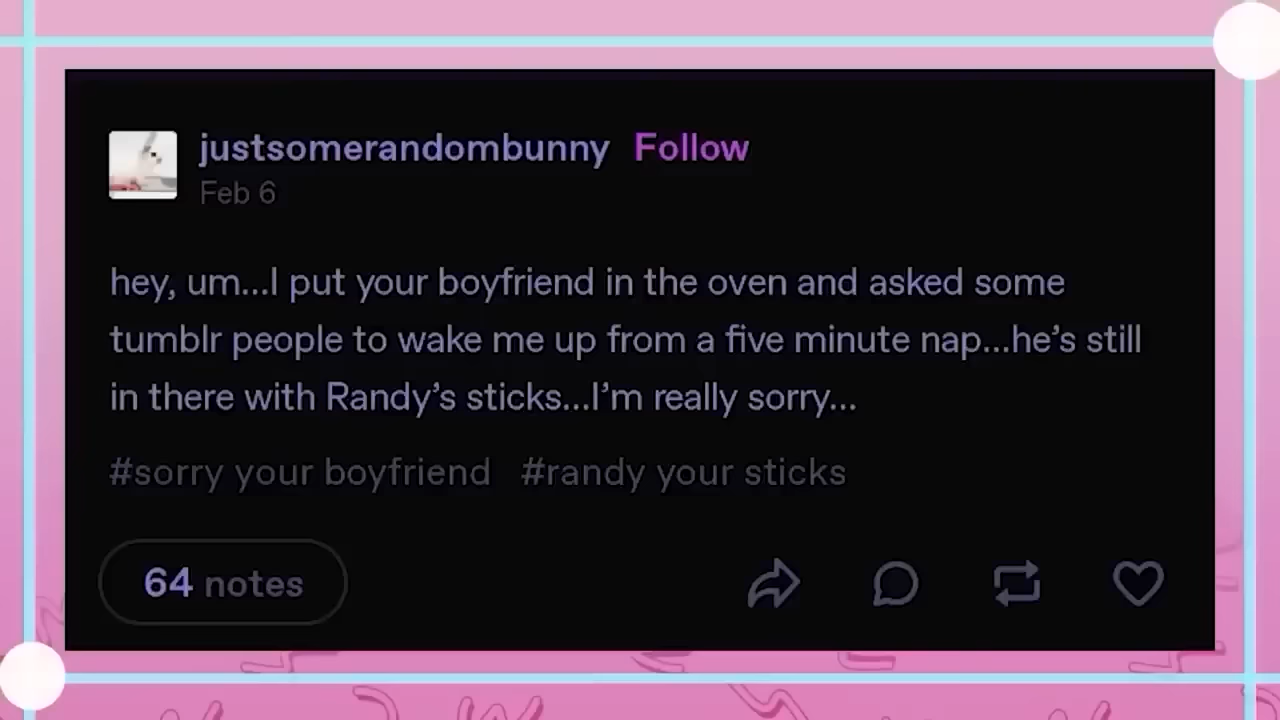 justsomerandombunny Follow
Feb 6
hey, um...I put your boyfriend in the oven and asked some
tumblr people to wake me up from a five minute nap...he's still
in there with Randy's sticks...I'm really sorry...
#sorry your boyfriend #randy your sticks
64 notes